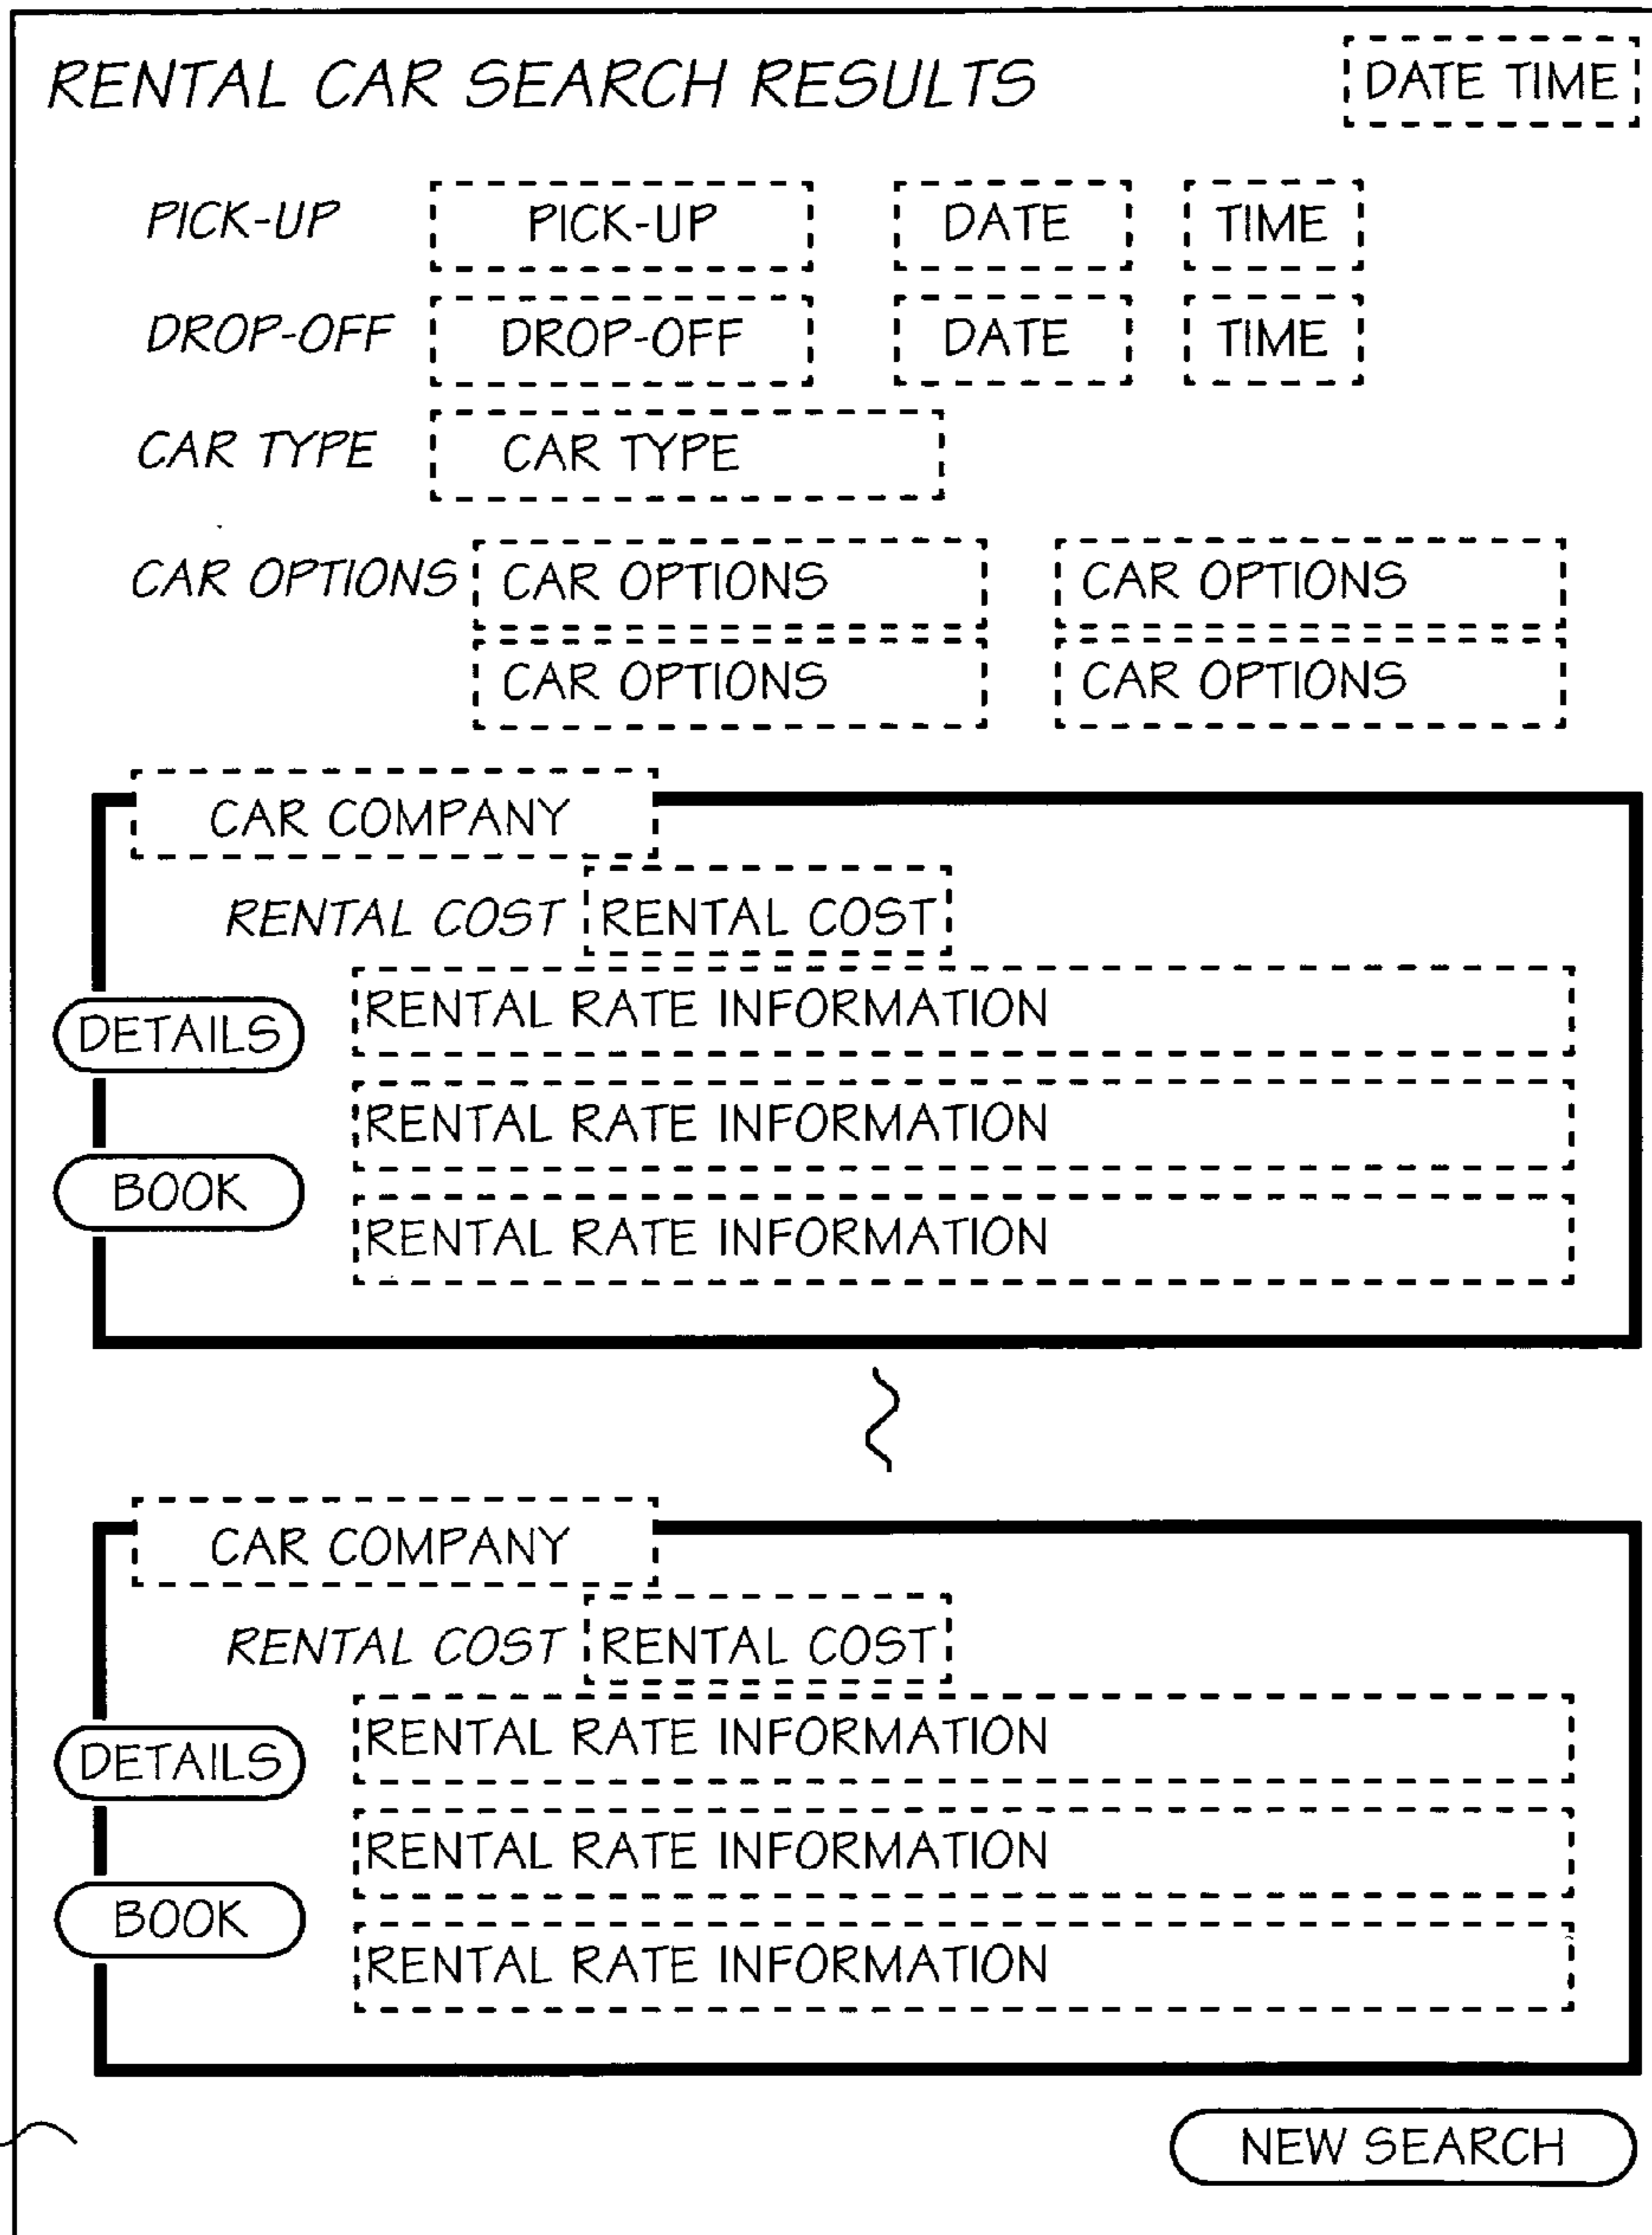 RENTAL CAR SEARCH RESULTS DATE TIME
PICK-UP PICK-UP DATE TIME
DROP-OFF DROP-OFF DATE TIME
CAR TYPE CAR TYPE
CAR OPTIONS CAR OPTIONS CAR OPTIONS
CAR OPTIONS CAR OPTIONS
CAR COMPANY
RENTAL COST RENTAL COST
RENTAL RATE INFORMATION
DETAILS
RENTAL RATE INFORMATION
BOOK
RENTAL RATE INFORMATION
CAR COMPANY
RENTAL COST RENTAL COST
RENTAL RATE INFORMATION
DETAILS
RENTAL RATE INFORMATION
BOOK
RENTAL RATE INFORMATION
NEW SEARCH